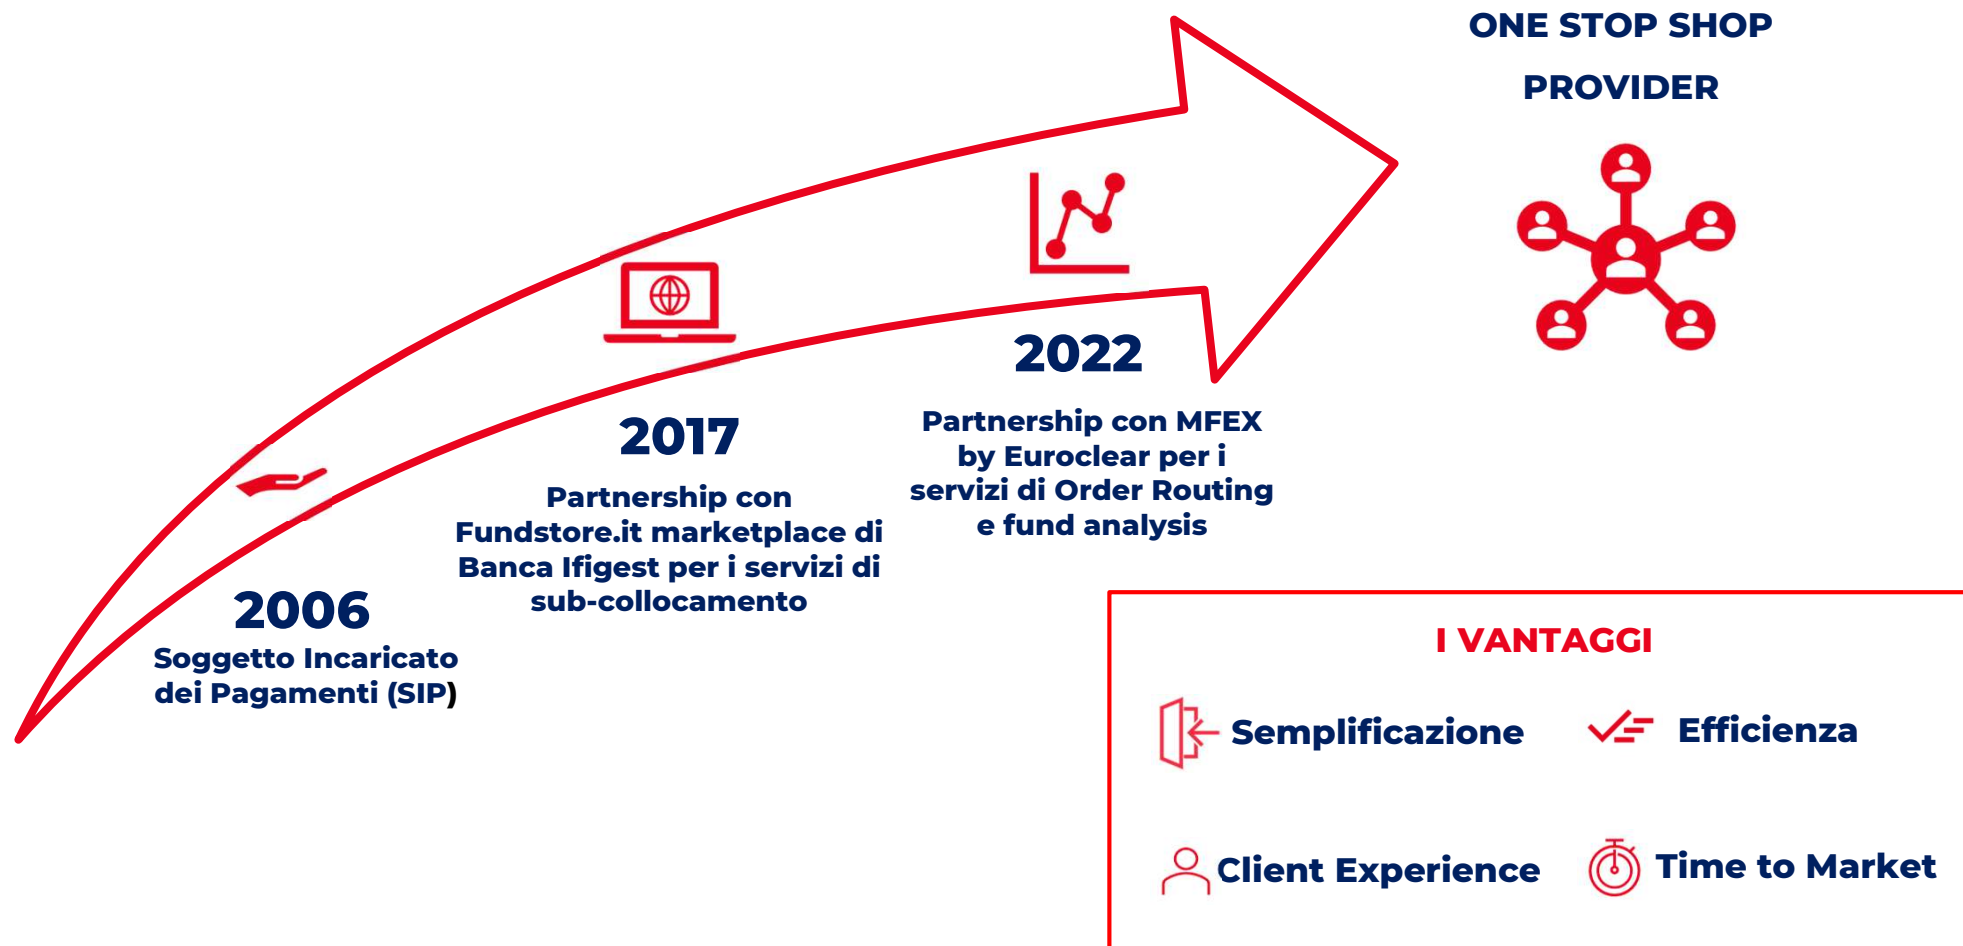 ONE STOP SHOP
PROVIDER
2022
Partnership con MFEX
by Euroclear per i
servizi di Order Routing
e fund analysis
2017
Partnership con
Fundstore.it marketplace di
Banca Ifigest per i servizi di
sub-collocamento
2006
Soggetto Incaricato
dei Pagamenti (SIP)
I VANTAGGI
Semplificazione
Efficienza
Client Experience
Time to Market